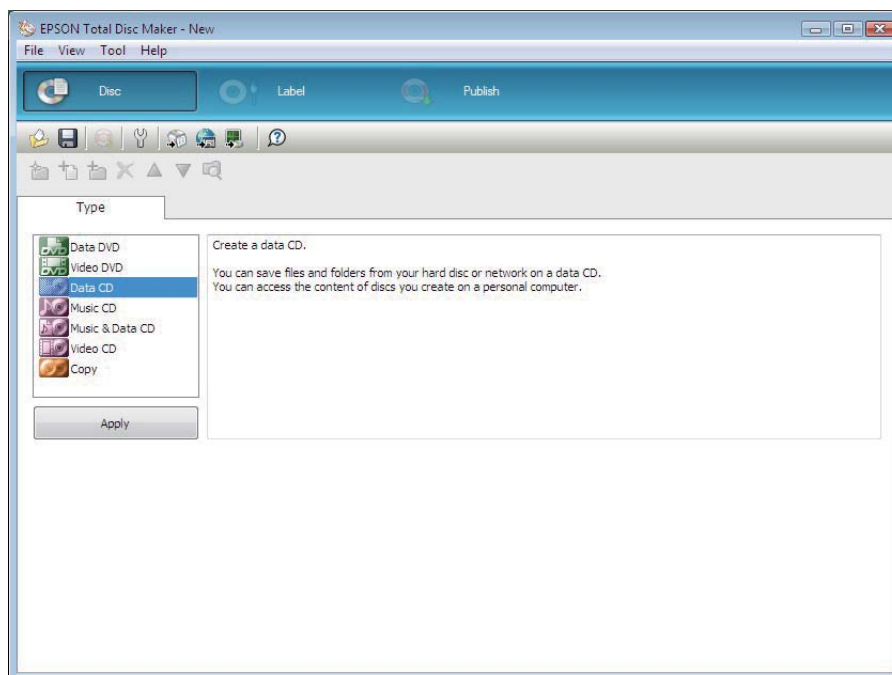 EPSON Total Disc Maker - New
File View Tool Help
Disc Label Publish
Type
Data DVD
Video DVD
Data CD
Music CD
Music & Data CD
Video CD
Copy
Apply
Create a data CD.
You can save files and folders from your hard disc or network on a data CD.
You can access the content of discs you create on a personal computer.